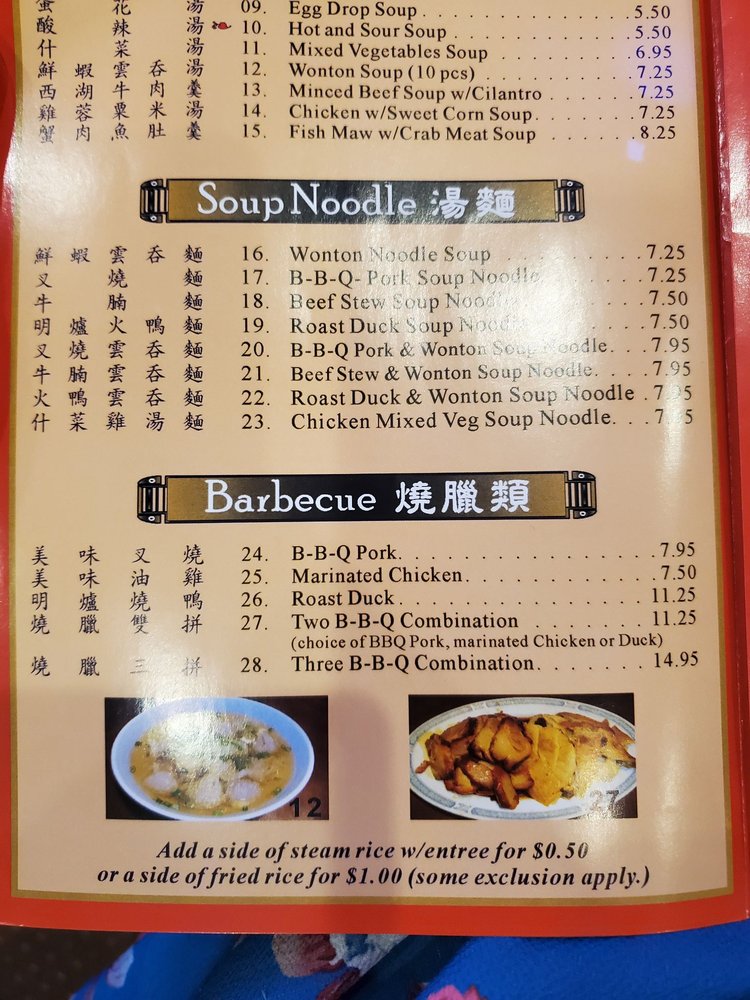 蛋 花 湯 09. Egg Drop Soup 5.50
酸 辣 湯 10. Hot and Sour Soup 5.50
什 菜 湯 11. Mixed Vegetables Soup 6.95
鮮 蝦 雲 吞 湯 12. Wonton Soup (10 pcs) 7.25
西 湖 牛 肉 羹 13. Minced Beef Soup w/Cilantro 7.25
雞 蓉 粟 米 湯 14. Chicken w/Sweet Corn Soup 7.25
蟹 肉 魚 肚 羹 15. Fish Maw w/Crab Meat Soup 8.25
Soup Noodle 湯麵
鮮 蝦 雲 吞 麵 16. Wonton Noodle Soup 7.25
叉 燒 麵 17. B-B-Q- Pork Soup Noodle 7.25
牛 腩 麵 18. Beef Stew Soup Noodle 7.50
明 爐 火 鴨 麵 19. Roast Duck Soup Noodle 7.50
叉 燒 雲 吞 麵 20. B-B-Q Pork & Wonton Soup Noodle 7.95
牛 腩 雲 吞 麵 21. Beef Stew & Wonton Soup Noodle 7.95
火 鴨 雲 吞 麵 22. Roast Duck & Wonton Soup Noodle
什 菜 雞 湯 麵 23. Chicken Mixed Veg Soup Noodle
Barbecue 燒臘類
美 味 叉 燒 24. B-B-Q Pork 7.95
美 味 油 雞 25. Marinated Chicken 7.50
明 爐 燒 鴨 26. Roast Duck 11.25
燒 臘 雙 拼 27. Two B-B-Q Combination 11.25
(choice of BBQ Pork, marinated Chicken or Duck)
燒 臘 三 拼 28. Three B-B-Q Combination 14.95
12
27
Add a side of steam rice w/entree for $0.50
or a side of fried rice for $1.00 (some exclusion apply.)